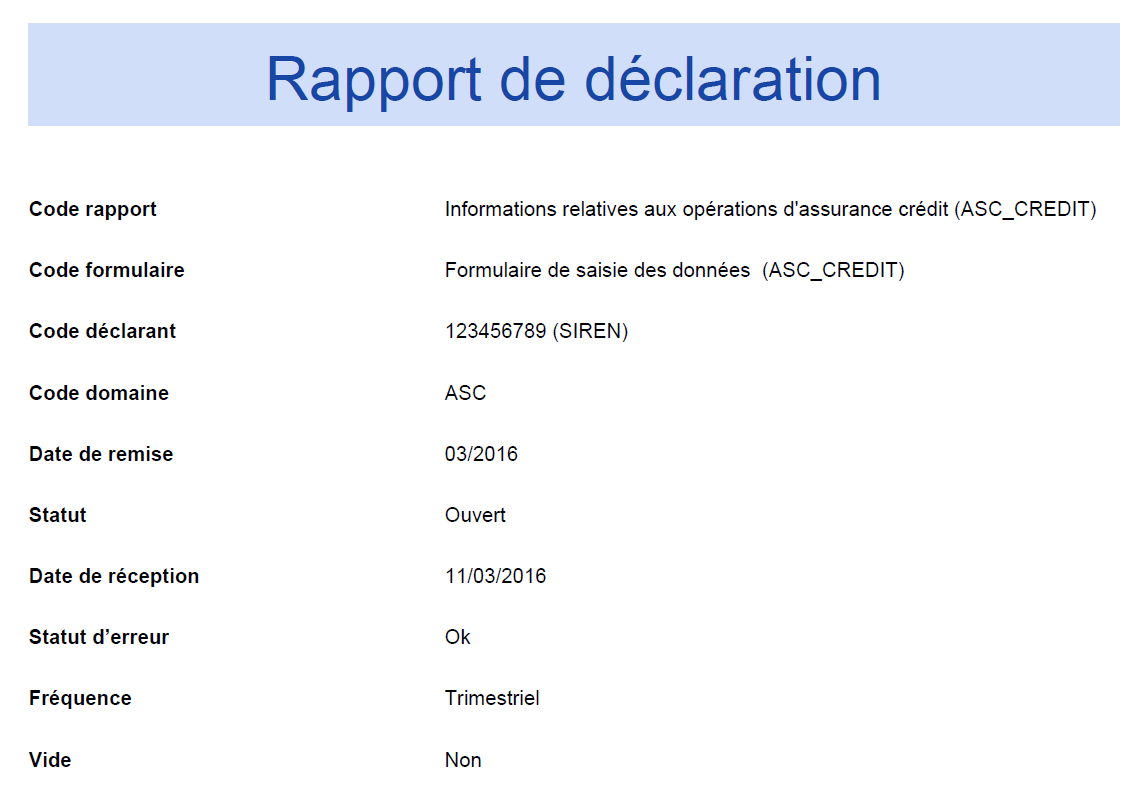 Rapport de déclaration
Code rapport Informations relatives aux opérations d'assurance crédit (ASC_CREDIT)
Code formulaire Formulaire de saisie des données (ASC_CREDIT)
Code déclarant 123456789 (SIREN)
Code domaine ASC
Date de remise 03/2016
Statut Ouvert
Date de réception 11/03/2016
Statut d’erreur Ok
Fréquence Trimestriel
Vide Non